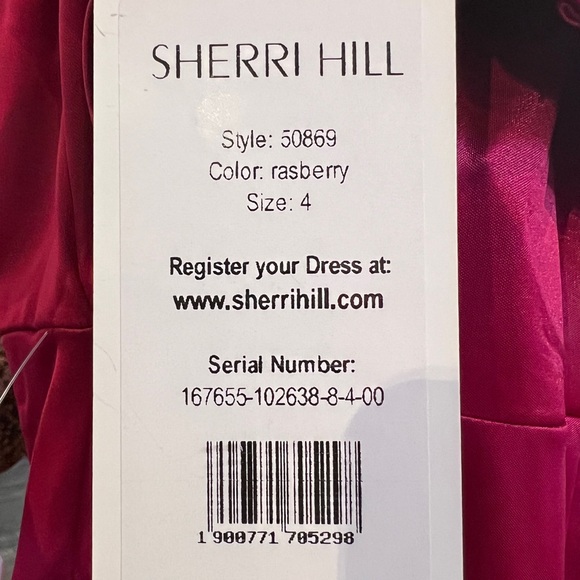 SHERRI HILL
Style: 50869
Color: rasberry
Size: 4
Register your Dress at:
www.sherrihill.com
Serial Number:
167655-102638-8-4-00
1 900771 705298